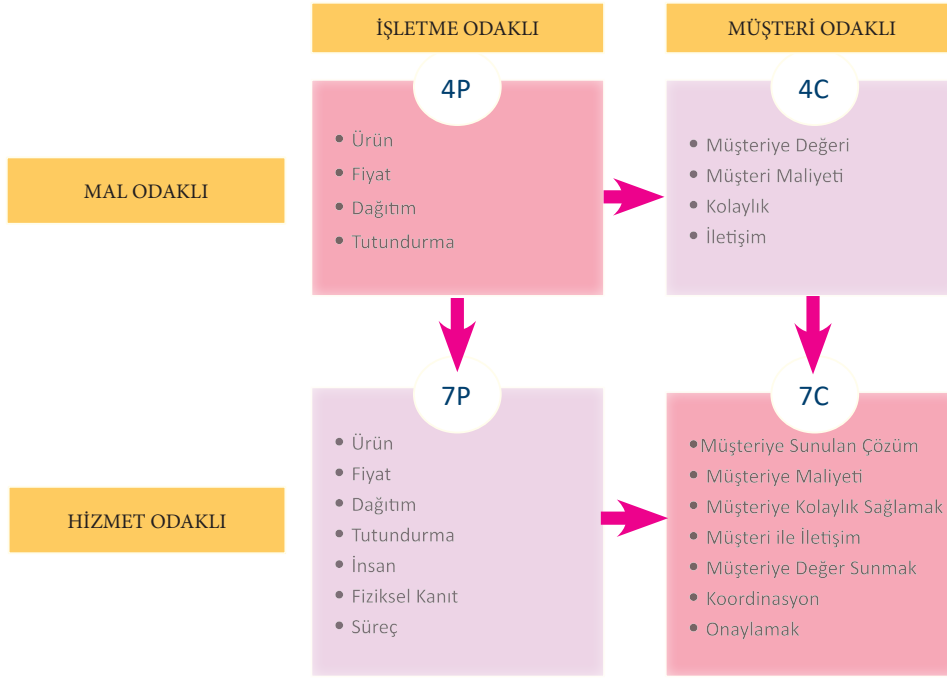 İŞLETME ODAKLI
MÜŞTERİ ODAKLI
MAL ODAKLI
4P
• Ürün
• Fiyat
• Dağıtım
• Tutundurma
4C
• Müşteriye Değeri
• Müşteri Maliyeti
• Kolaylık
• İletişim
HİZMET ODAKLI
7P
• Ürün
• Fiyat
• Dağıtım
• Tutundurma
• İnsan
• Fiziksel Kanıt
• Süreç
7C
• Müşteriye Sunulan Çözüm
• Müşteriye Maliyeti
• Müşteriye Kolaylık Sağlamak
• Müşteri ile İletişim
• Müşteriye Değer Sunmak
• Koordinasyon
• Onaylamak